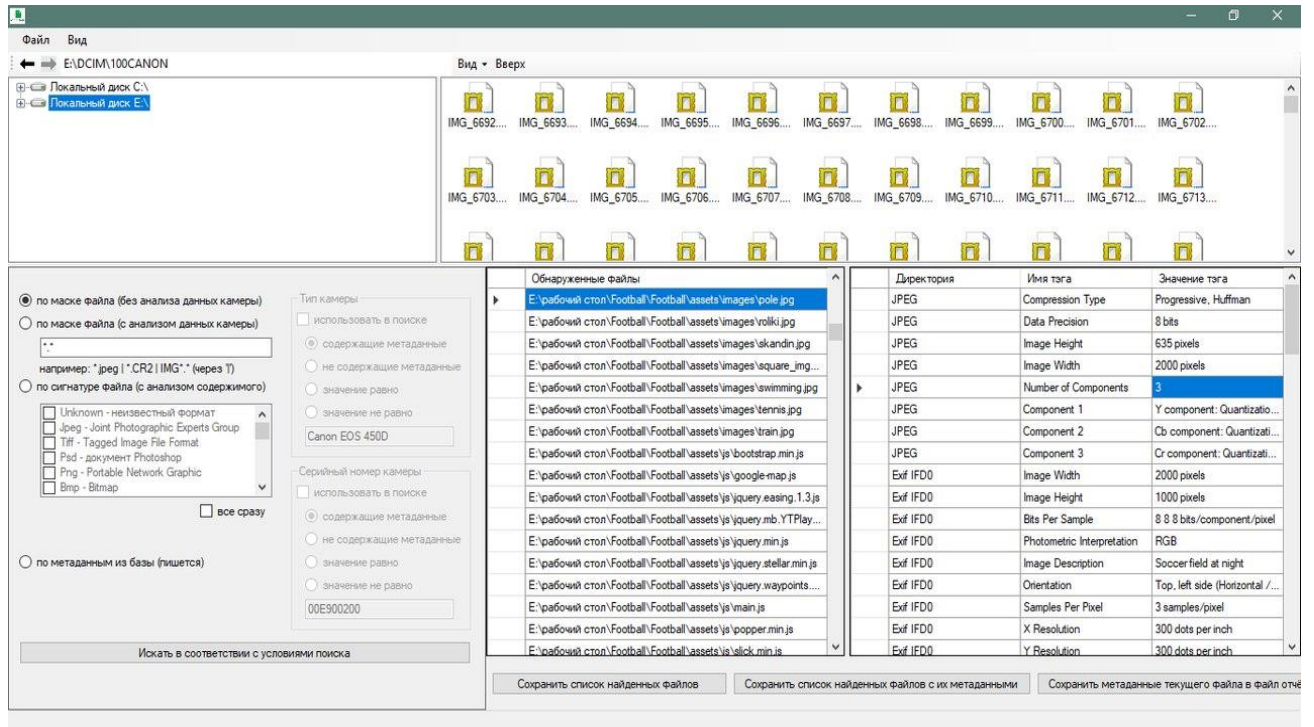 Файл Вид
E:\DCIM\100CANON Вид Вверх
Локальный диск C:\
Локальный диск E:\
IMG_6692.... IMG_6693.... IMG_6694.... IMG_6695.... IMG_6696.... IMG_6697.... IMG_6698.... IMG_6699.... IMG_6700.... IMG_6701.... IMG_6702....
IMG_6703.... IMG_6704.... IMG_6705.... IMG_6706.... IMG_6707.... IMG_6708.... IMG_6709.... IMG_6710.... IMG_6711.... IMG_6712.... IMG_6713....
по маске файла (без анализа данных камеры)
по маске файла (с анализом данных камеры)
*.*
например: *.jpeg | *.CR2 | IMG*.* (через '|')
по сигнатуре файла (с анализом содержимого)
Unknown - неизвестный формат
Jpeg - Joint Photographic Experts Group
Tiff - Tagged Image File Format
Psd - документ Photoshop
Png - Portable Network Graphic
Bmp - Bitmap
все сразу
по метаданным из базы (пишется)
Тип камеры
использовать в поиске
содержащие метаданные
не содержащие метаданные
значение равно
значение не равно
Canon EOS 450D
Серийный номер камеры
использовать в поиске
содержащие метаданные
не содержащие метаданные
значение равно
значение не равно
00E900200
Искать в соответствии с условиями поиска
Обнаруженные файлы
E:\рабочий стол\Football\Football\assets\images\pole.jpg
E:\рабочий стол\Football\Football\assets\images\roliki.jpg
E:\рабочий стол\Football\Football\assets\images\skandin.jpg
E:\рабочий стол\Football\Football\assets\images\square_img...
E:\рабочий стол\Football\Football\assets\images\swimming.jpg
E:\рабочий стол\Football\Football\assets\images\tennis.jpg
E:\рабочий стол\Football\Football\assets\images\train.jpg
E:\рабочий стол\Football\Football\assets\js\bootstrap.min.js
E:\рабочий стол\Football\Football\assets\js\google-map.js
E:\рабочий стол\Football\Football\assets\js\jquery.easing.1.3.js
E:\рабочий стол\Football\Football\assets\js\jquery.mb.YTPlay...
E:\рабочий стол\Football\Football\assets\js\jquery.min.js
E:\рабочий стол\Football\Football\assets\js\jquery.stellar.min.js
E:\рабочий стол\Football\Football\assets\js\jquery.waypoints....
E:\рабочий стол\Football\Football\assets\js\main.js
E:\рабочий стол\Football\Football\assets\js\popper.min.js
E:\рабочий стол\Football\Football\assets\js\slick.min.js
Директория Имя тэга Значение тэга
JPEG Compression Type Progressive, Huffman
JPEG Data Precision 8 bits
JPEG Image Height 635 pixels
JPEG Image Width 2000 pixels
JPEG Number of Components 3
JPEG Component 1 Y component: Quantizatio...
JPEG Component 2 Cb component: Quantizati...
JPEG Component 3 Cr component: Quantizati...
Exif IFD0 Image Width 2000 pixels
Exif IFD0 Image Height 1000 pixels
Exif IFD0 Bits Per Sample 8 8 8 bits/component/pixel
Exif IFD0 Photometric Interpretation RGB
Exif IFD0 Image Description Soccer field at night
Exif IFD0 Orientation Top, left side (Horizontal /...
Exif IFD0 Samples Per Pixel 3 samples/pixel
Exif IFD0 X Resolution 300 dots per inch
Exif IFD0 Y Resolution 300 dots per inch
Сохранить список найденных файлов Сохранить список найденных файлов с их метаданными Сохранить метаданные текущего файла в файл отчё